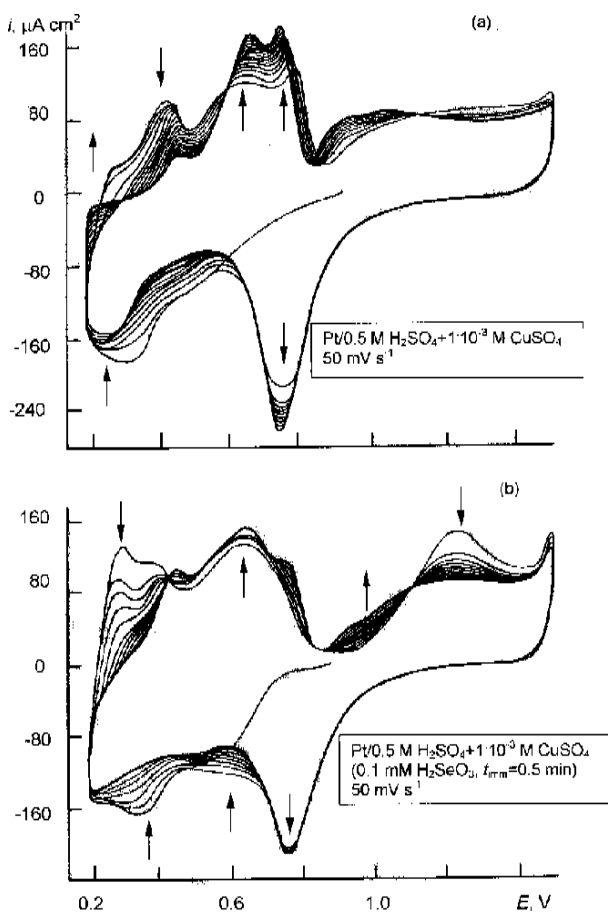 i, µA cm²
(a)
160
80
0
-80
-160
-240
Pt/0.5 M H₂SO₄+1·10⁻³ M CuSO₄
50 mV s⁻¹
(b)
160
80
0
-80
-160
Pt/0.5 M H₂SO₄+1·10⁻³ M CuSO₄
(0.1 mM H₂SeO₃, t_imm=0.5 min)
50 mV s⁻¹
0.2 0.6 1.0 E, V